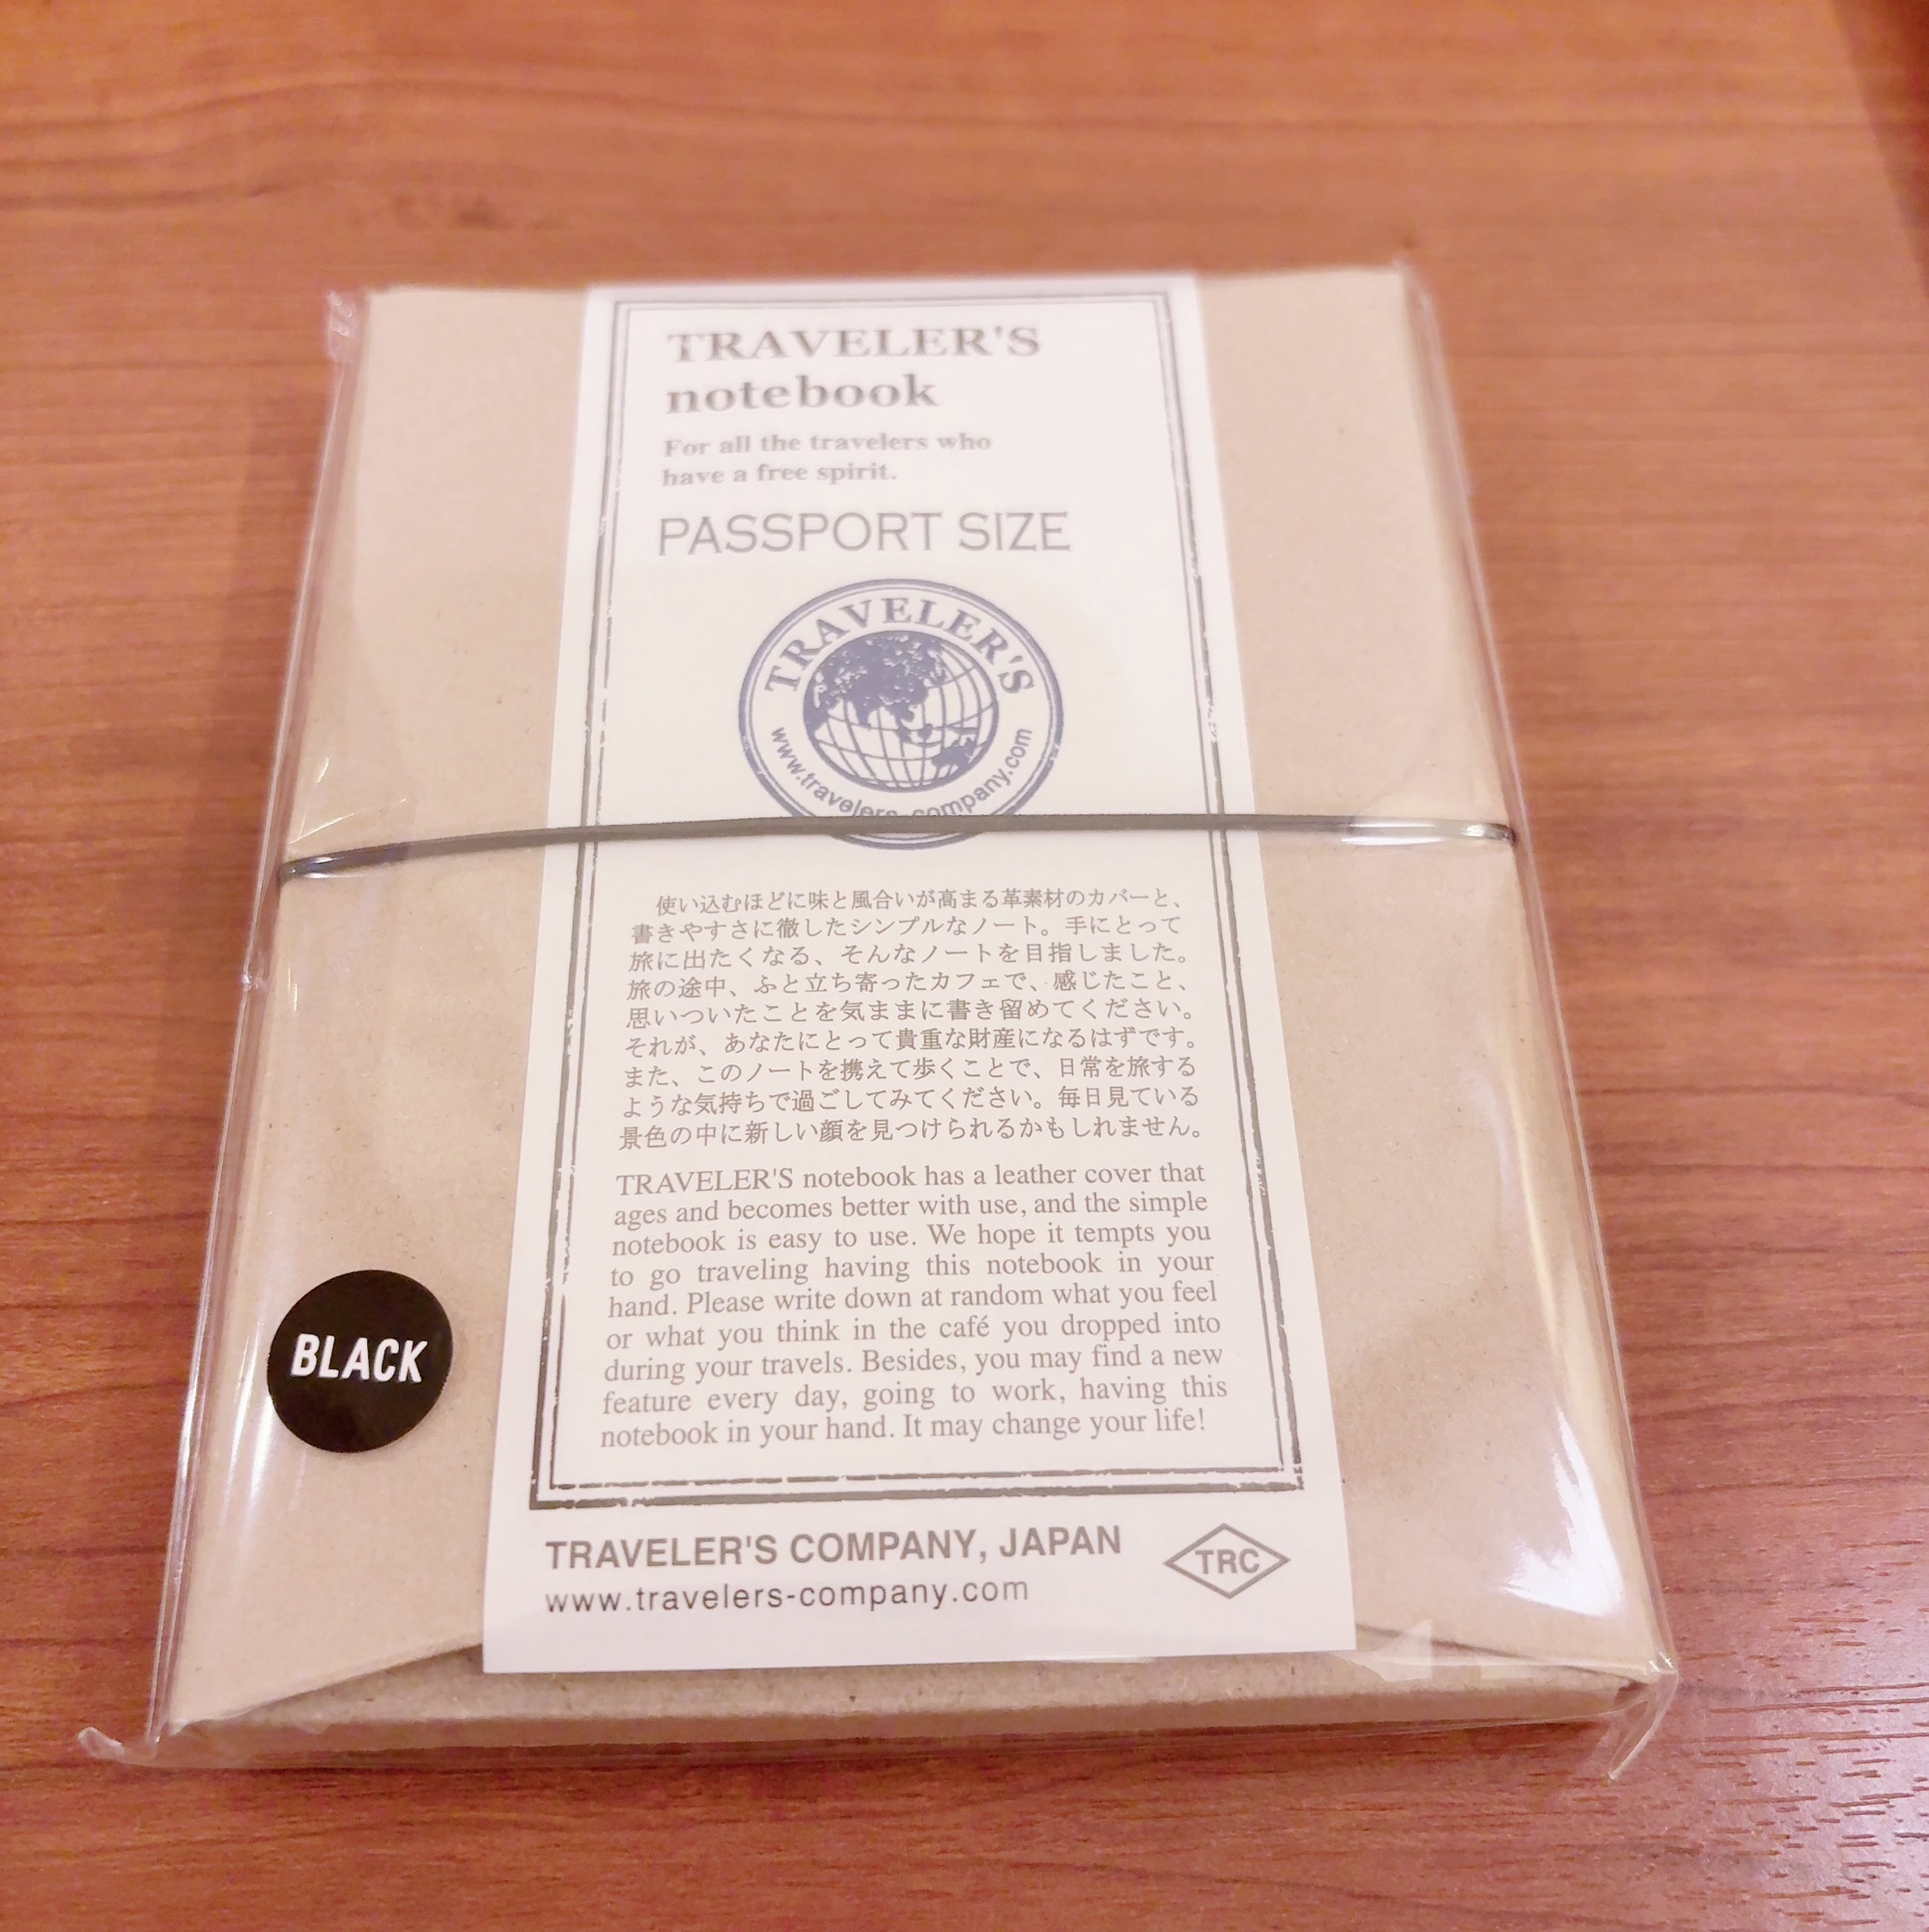 TRAVELER'S
notebook
For all the travelers who
have a free spirit.
PASSPORT SIZE
TRAVELER'S
www.travelers-company.com
使い込むほどに味と風合いが高まる革素材のカバーと、
書きやすさに徹したシンプルなノート。手にとって
旅に出たくなる、そんなノートを目指しました。
旅の途中、ふと立ち寄ったカフェで、感じたこと、
思いついたことを気ままに書き留めてください。
それが、あなたにとって貴重な財産になるはずです。
また、このノートを携えて歩くことで、日常を旅する
ような気持ちで過ごしてみてください。毎日見ている
景色の中に新しい顔を見つけられるかもしれません。
TRAVELER'S notebook has a leather cover that
ages and becomes better with use, and the simple
notebook is easy to use. We hope it tempts you
to go traveling having this notebook in your
hand. Please write down at random what you feel
or what you think in the café you dropped into
during your travels. Besides, you may find a new
feature every day, going to work, having this
notebook in your hand. It may change your life!
BLACK
TRAVELER'S COMPANY, JAPAN
www.travelers-company.com
TRC